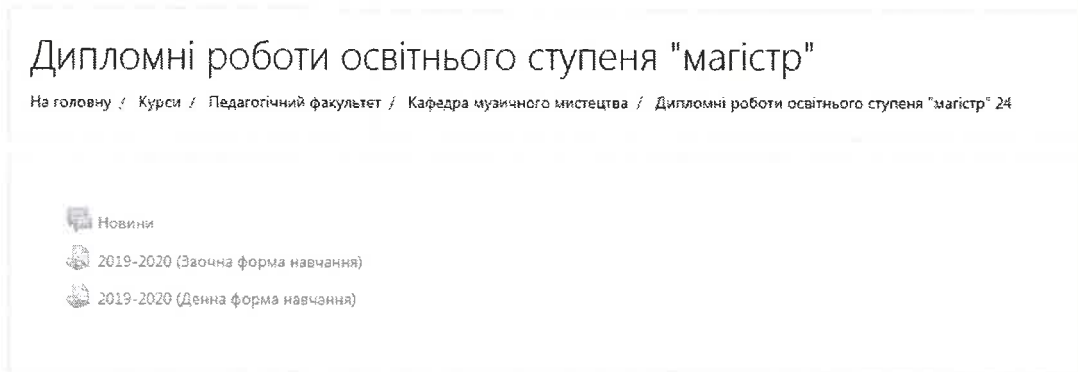 Дипломні роботи освітнього ступеня "магістр"
На головну / Курси / Педагогічний факультет / Кафедра музичного мистецтва / Дипломні роботи освітнього ступеня "магістр" 24
Новини
2019-2020 (Заочна форма навчання)
2019-2020 (Денна форма навчання)